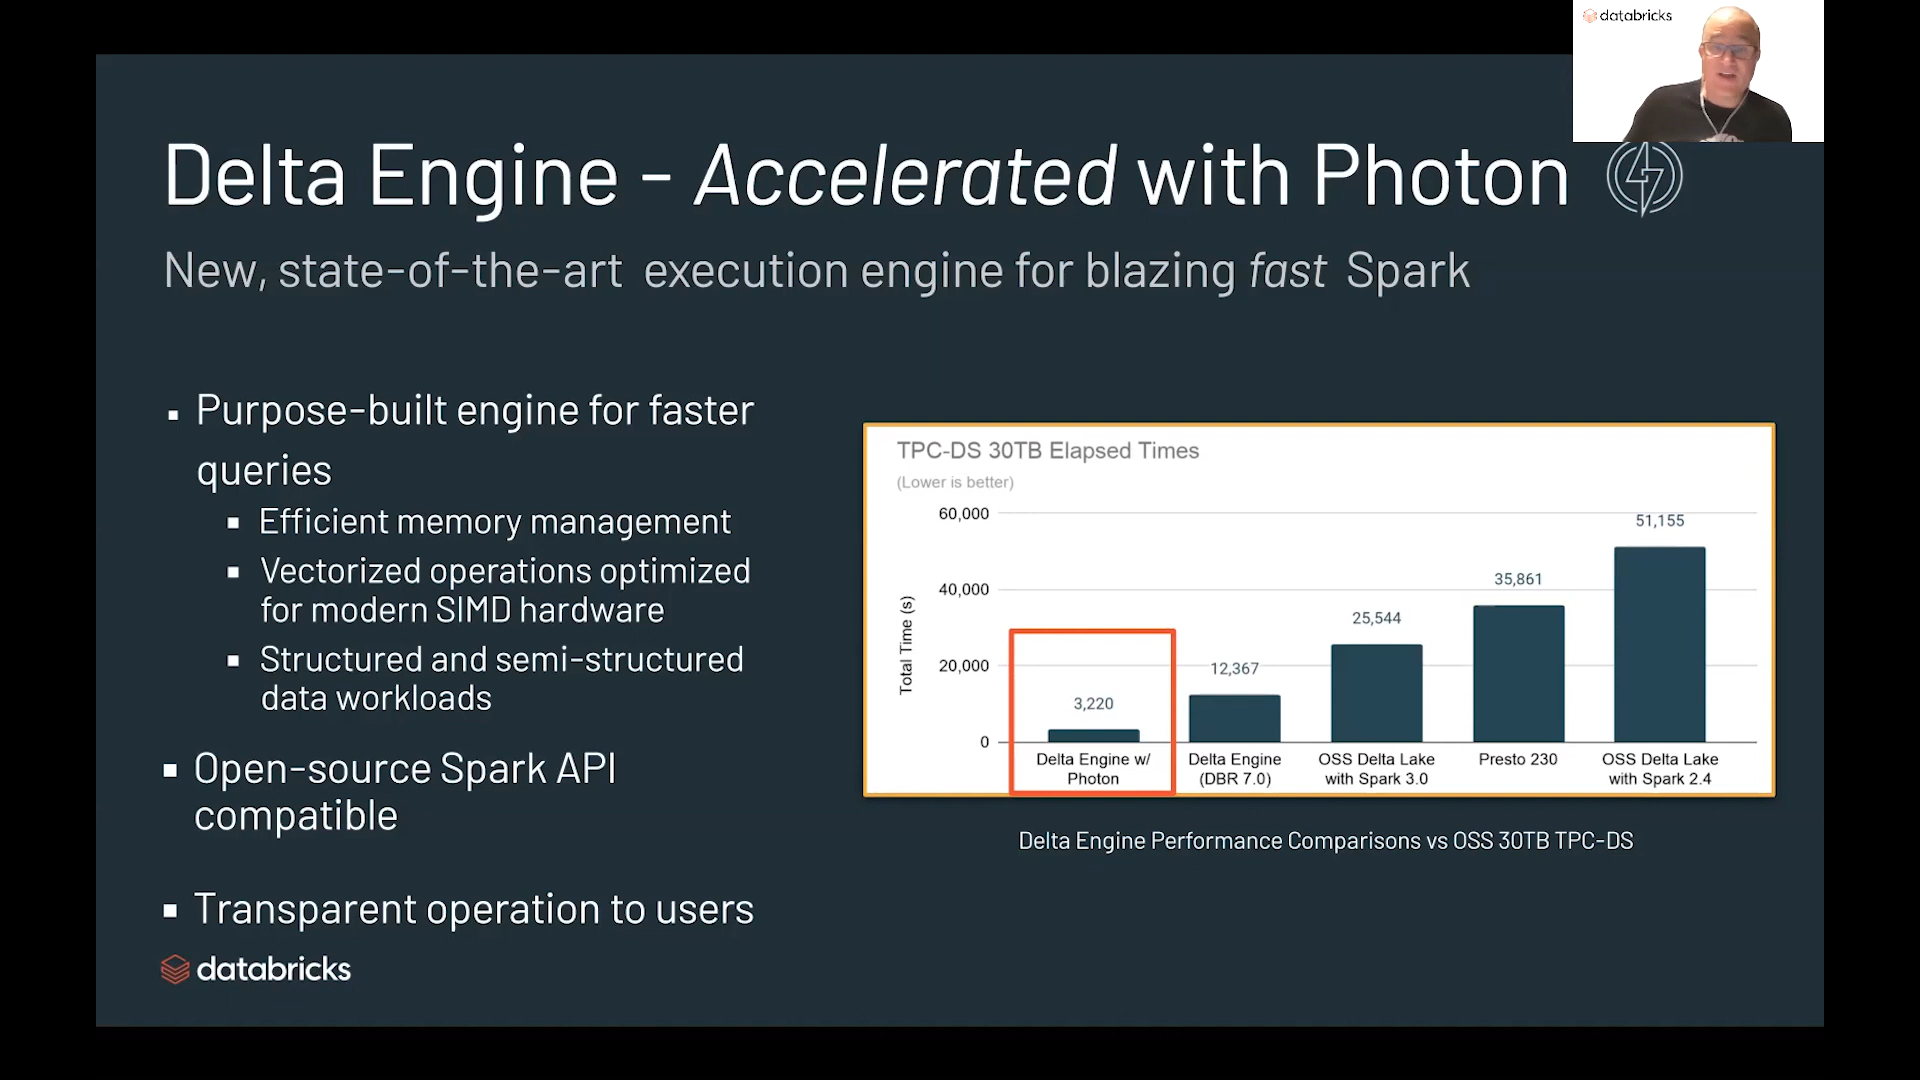 databricks
Delta Engine - Accelerated with Photon
New, state-of-the-art execution engine for blazing fast Spark
▪ Purpose-built engine for faster
queries
▪ Efficient memory management
▪ Vectorized operations optimized
for modern SIMD hardware
▪ Structured and semi-structured
data workloads
▪ Open-source Spark API
compatible
▪ Transparent operation to users
databricks
TPC-DS 30TB Elapsed Times
(Lower is better)
Total Time (s)
60,000
40,000
20,000
0
3,220
12,367
25,544
35,861
51,155
Delta Engine w/
Photon
Delta Engine
(DBR 7.0)
OSS Delta Lake
with Spark 3.0
Presto 230
OSS Delta Lake
with Spark 2.4
Delta Engine Performance Comparisons vs OSS 30TB TPC-DS